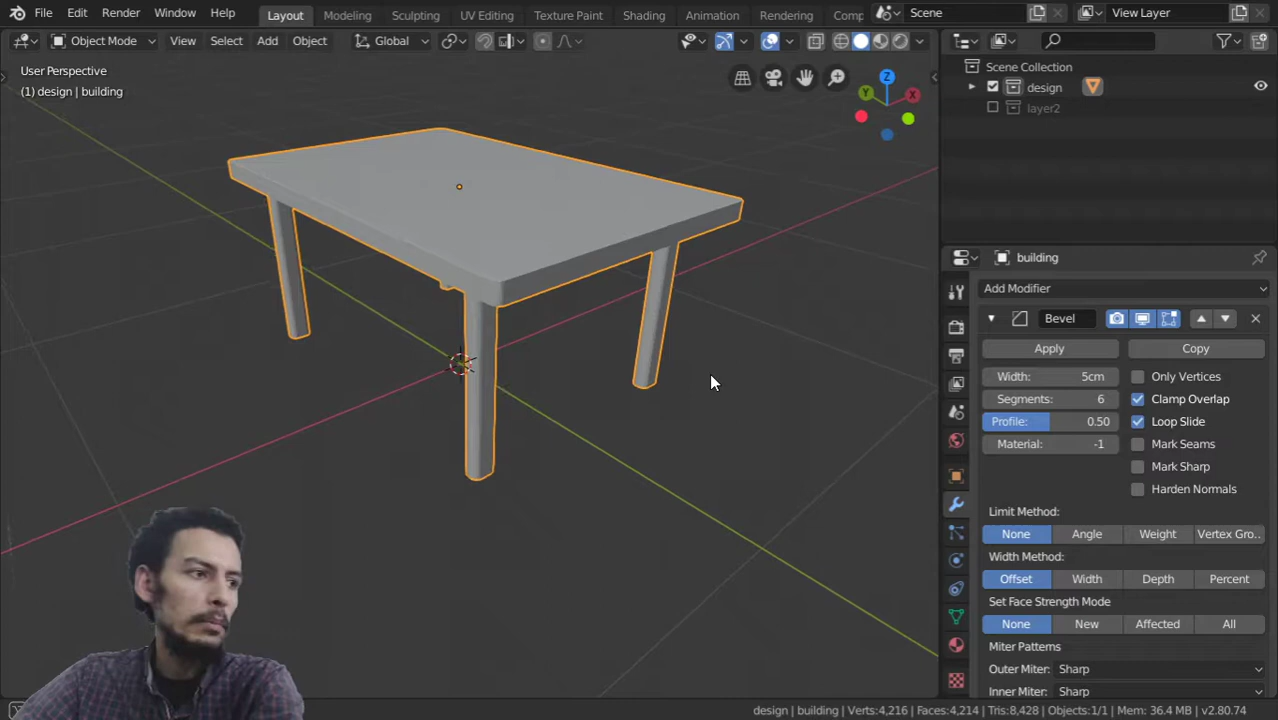 File Edit Render Window Help Layout Modeling Sculpting UV Editing Texture Paint Shading Animation Rendering Scene View Layer
Object Mode View Select Add Object Global
User Perspective
(1) design | building
Z
Y
X
Scene Collection
design
layer2
building
Add Modifier
Bevel
Apply Copy
Width: 5cm Only Vertices
Segments: 6 Clamp Overlap
Profile: 0.50 Loop Slide
Material: -1 Mark Seams
Mark Sharp
Harden Normals
Limit Method:
None Angle Weight Vertex Gro..
Width Method:
Offset Width Depth Percent
Set Face Strength Mode
None New Affected All
Miter Patterns
Outer Miter: Sharp
Inner Miter: Sharp
design | building | Verts:4,216 | Faces:4,214 | Tris:8,428 | Objects:1/1 | Mem: 36.4 MB | v2.80.74